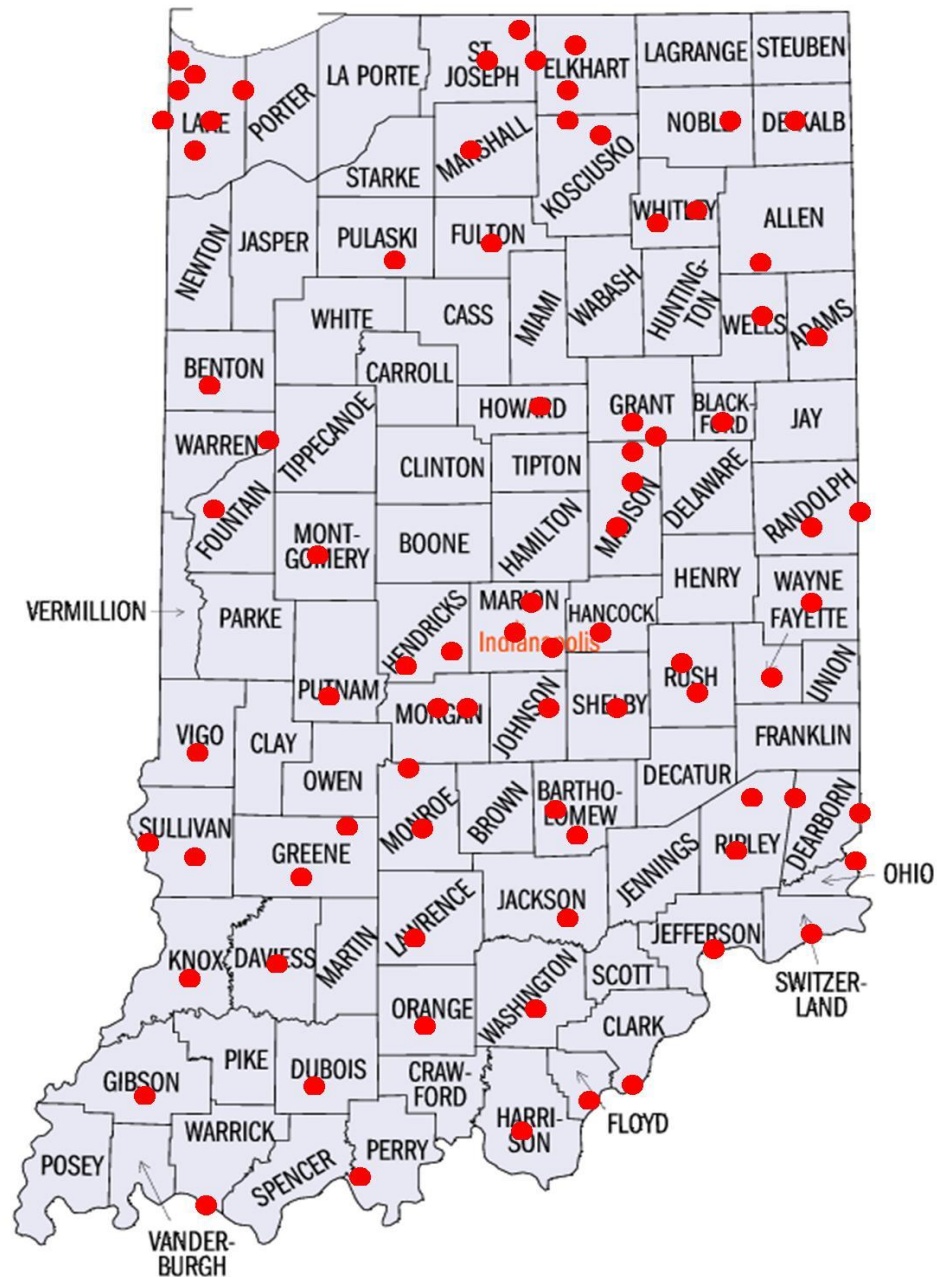 LAGRANGE
STEUBEN
ST.
JOSEPH
ELKHART
LA PORTE
PORTER
LAKE
NOBLE
DE KALB
MARSHALL
STARKE
KOSCIUSKO
WHITLEY
ALLEN
NEWTON
JASPER
PULASKI
FULTON
MIAMI
WABASH
HUNTING-
TON
WELLS
ADAMS
WHITE
CASS
BENTON
CARROLL
HOWARD
GRANT
BLACK-
FORD
JAY
WARREN
TIPPECANOE
CLINTON
TIPTON
MADISON
DELAWARE
RANDOLPH
FOUNTAIN
MONT-
GOMERY
BOONE
HAMILTON
HENRY
WAYNE
FAYETTE
VERMILLION
PARKE
HENDRICKS
MARION
Indianapolis
HANCOCK
RUSH
UNION
PUTNAM
MORGAN
JOHNSON
SHELBY
FRANKLIN
VIGO
CLAY
OWEN
MONROE
BROWN
BARTHO-
LOMEW
DECATUR
DEARBORN
SULLIVAN
GREENE
JENNINGS
RIPLEY
OHIO
LAWRENCE
JACKSON
JEFFERSON
SWITZER-
LAND
KNOX
DAVIESS
MARTIN
ORANGE
WASHINGTON
SCOTT
CLARK
GIBSON
PIKE
DUBOIS
CRAW-
FORD
HARRI-
SON
FLOYD
POSEY
WARRICK
SPENCER
PERRY
VANDER-
BURGH